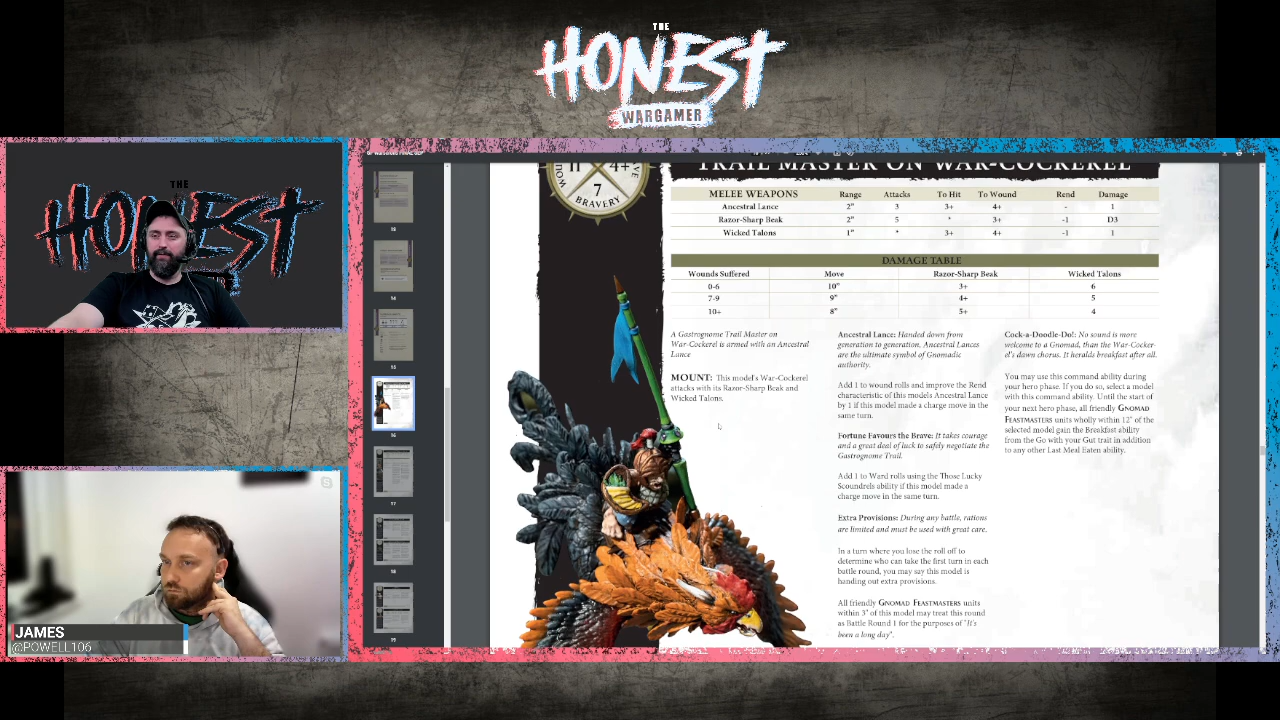 THE
HONEST
WARGAMER
THE
HONEST
JAMES
@POWELL106
14
15
16
17
18
19
BRAVERY
7
4+
TRAIL MASTER ON WAR-COCKEREL
MELEE WEAPONS Range Attacks To Hit To Wound Rend Damage
Ancestral Lance 2" 3 3+ 4+ - 1
Razor-Sharp Beak 2" 5 * 3+ -1 D3
Wicked Talons 1" * 3+ 4+ -1 1
DAMAGE TABLE
Wounds Suffered Move Razor-Sharp Beak Wicked Talons
0-6 10" 3+ 6
7-9 9" 4+ 5
10+ 8" 5+ 4
A Gastrognome Trail Master on
War-Cockerel is armed with an Ancestral
Lance
MOUNT: This model's War-Cockerel
attacks with its Razor-Sharp Beak and
Wicked Talons.
Ancestral Lance: Handed down from
generation to generation, Ancestral Lances
are the ultimate symbol of Gnomadic
authority.
Add 1 to wound rolls and improve the Rend
characteristic of this models Ancestral Lance
by 1 if this model made a charge move in the
same turn.
Fortune Favours the Brave: It takes courage
and a great deal of luck to safely negotiate the
Gastrognome Trail.
Add 1 to Ward rolls using the Those Lucky
Scoundrels ability if this model made a
charge move in the same turn.
Extra Provisions: During any battle, rations
are limited and must be used with great care.
In a turn where you lose the roll off to
determine who can take the first turn in each
battle round, you may say this model is
handing out extra provisions.
All friendly GNOMAD FEASTMASTERS units
within 3" of this model may treat this round
as Battle Round 1 for the purposes of "It's
been a long day".
Cock-a-Doodle-Do!: No sound is more
welcome to a Gnomad, than the War-Cocker-
el's dawn chorus. It heralds breakfast after all.
You may use this command ability during
your hero phase. If you do so, select a model
with this command ability. Until the start of
your next hero phase, all friendly GNOMAD
FEASTMASTERS units wholly within 12" of the
selected model gain the Breakfast ability
from the Go with your Gut trait in addition
to any other Last Meal Eaten ability.